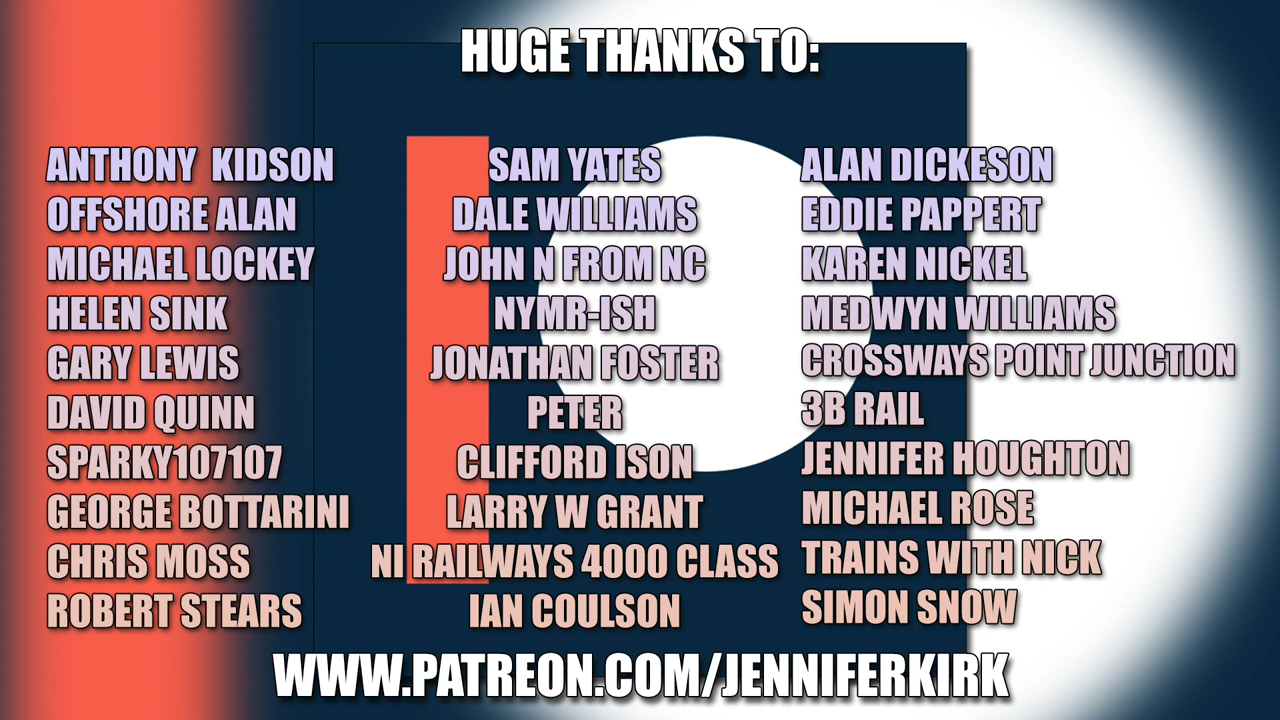 HUGE THANKS TO:
ANTHONY KIDSON
OFFSHORE ALAN
MICHAEL LOCKEY
HELEN SINK
GARY LEWIS
DAVID QUINN
SPARKY107107
GEORGE BOTTARINI
CHRIS MOSS
ROBERT STEARS
SAM YATES
DALE WILLIAMS
JOHN N FROM NC
NYMR-ISH
JONATHAN FOSTER
PETER
CLIFFORD ISON
LARRY W GRANT
NI RAILWAYS 4000 CLASS
IAN COULSON
ALAN DICKESON
EDDIE PAPPERT
KAREN NICKEL
MEDWYN WILLIAMS
CROSSWAYS POINT JUNCTION
3B RAIL
JENNIFER HOUGHTON
MICHAEL ROSE
TRAINS WITH NICK
SIMON SNOW
WWW.PATREON.COM/JENNIFERKIRK